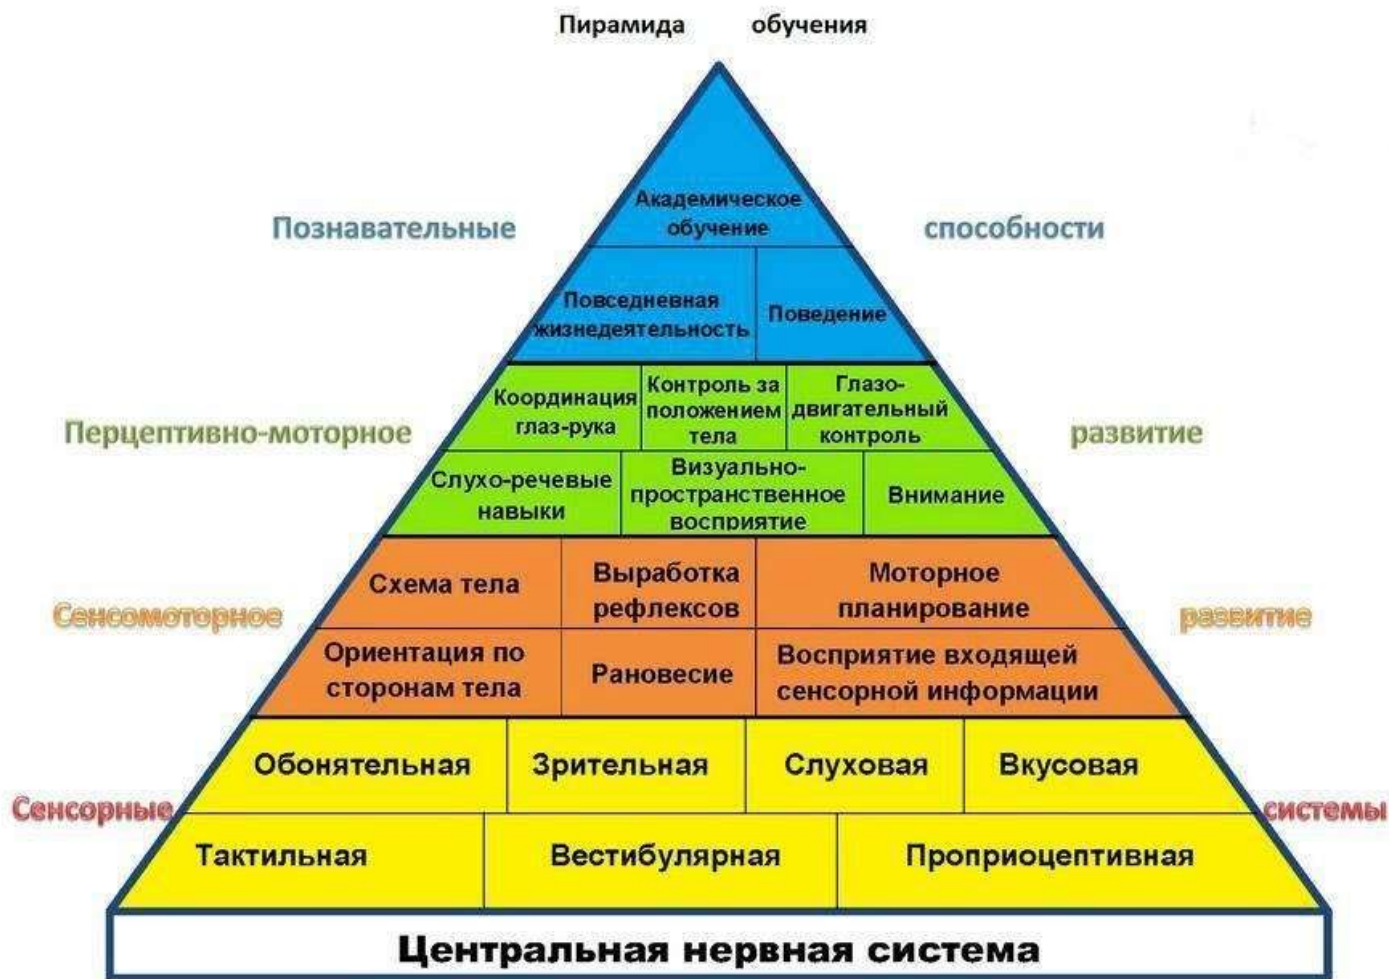 Пирамида обучения
Академическое
обучение
Познавательные способности
Повседневная
жизнедеятельность
Поведение
Координация
глаз-рука
Контроль за
положением
тела
Глазо-
двигательный
контроль
Перцептивно-моторное развитие
Слухо-речевые
навыки
Визуально-
пространственное
восприятие
Внимание
Схема тела
Выработка
рефлексов
Моторное
планирование
Сенсомоторное развитие
Ориентация по
сторонам тела
Рановесие
Восприятие входящей
сенсорной информации
Обонятельная
Зрительная
Слуховая
Вкусовая
Сенсорные системы
Тактильная
Вестибулярная
Проприоцептивная
Центральная нервная система